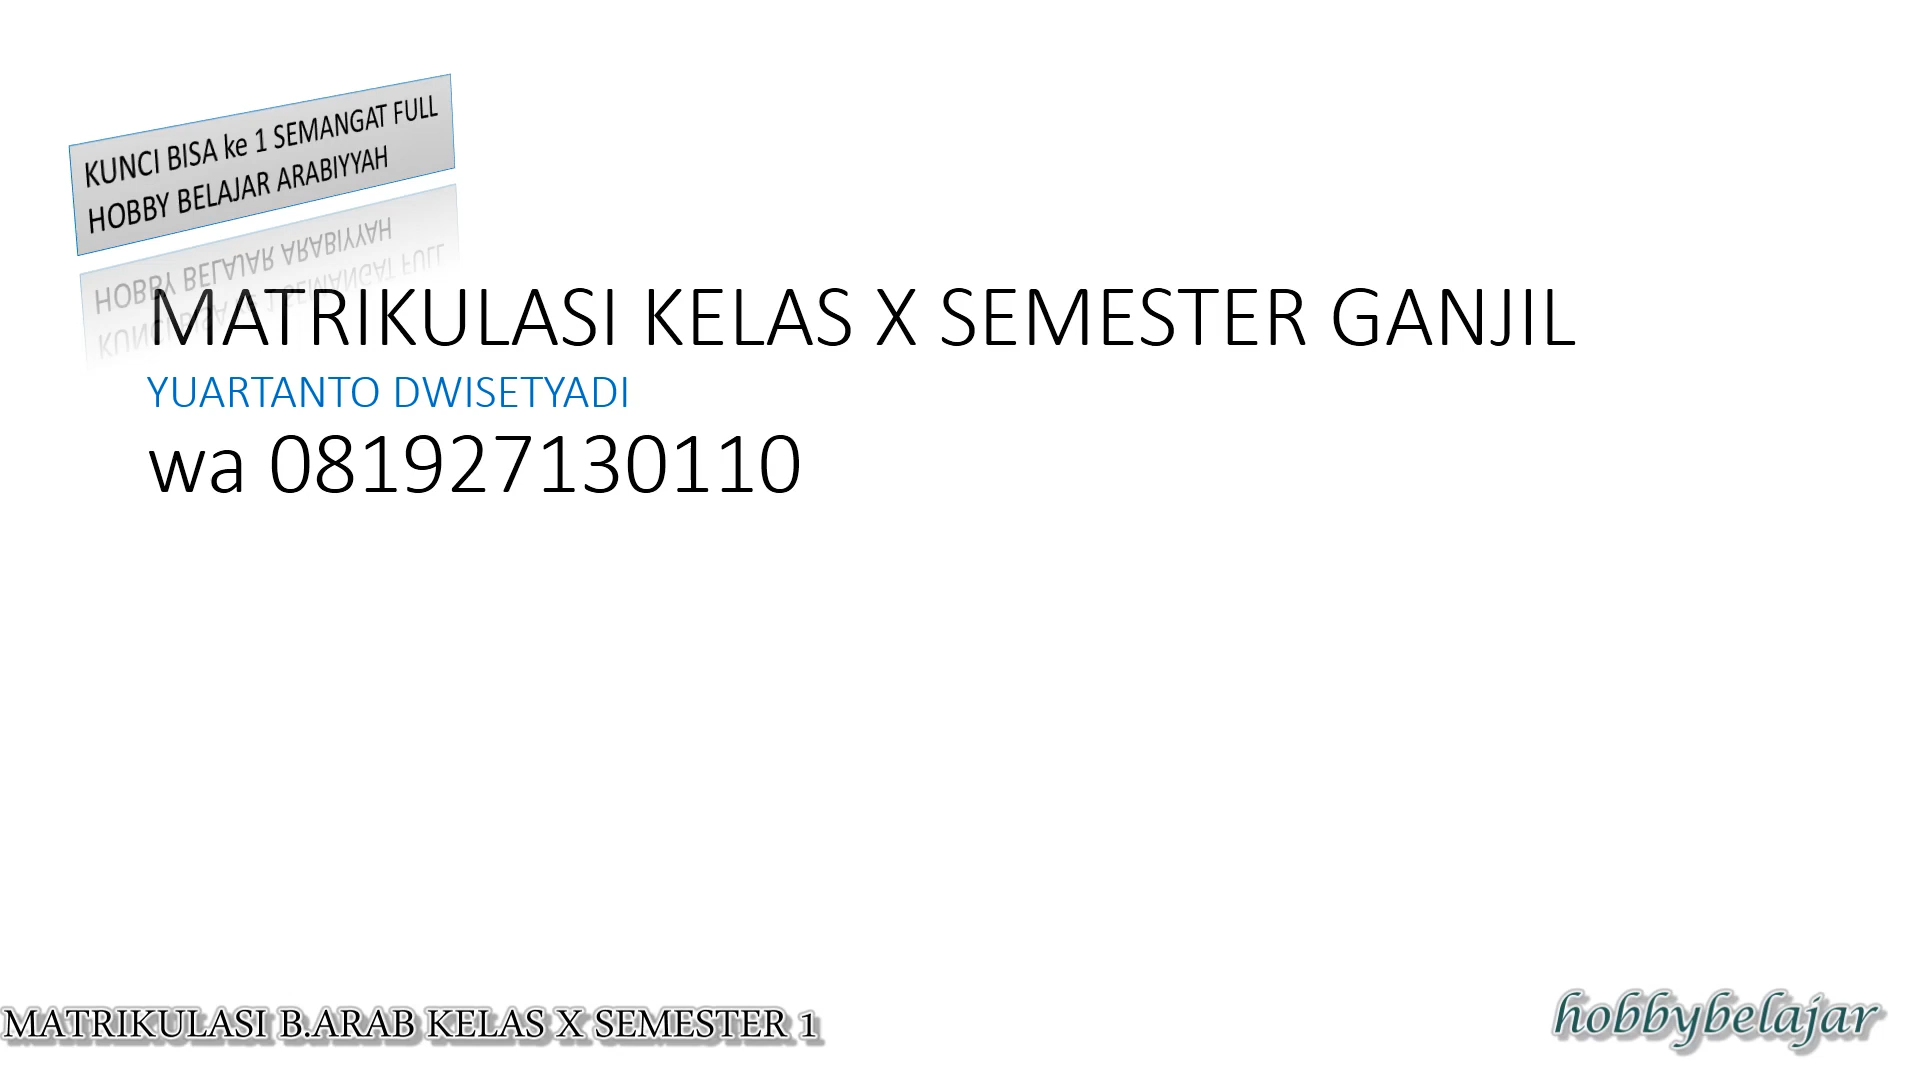 KUNCI BISA ke 1 SEMANGAT FULL
HOBBY BELAJAR ARABIYYAH
MATRIKULASI KELAS X SEMESTER GANJIL
YUARTANTO DWISETYADI
wa 081927130110
MATRIKULASI B.ARAB KELAS X SEMESTER 1
hobbybelajar